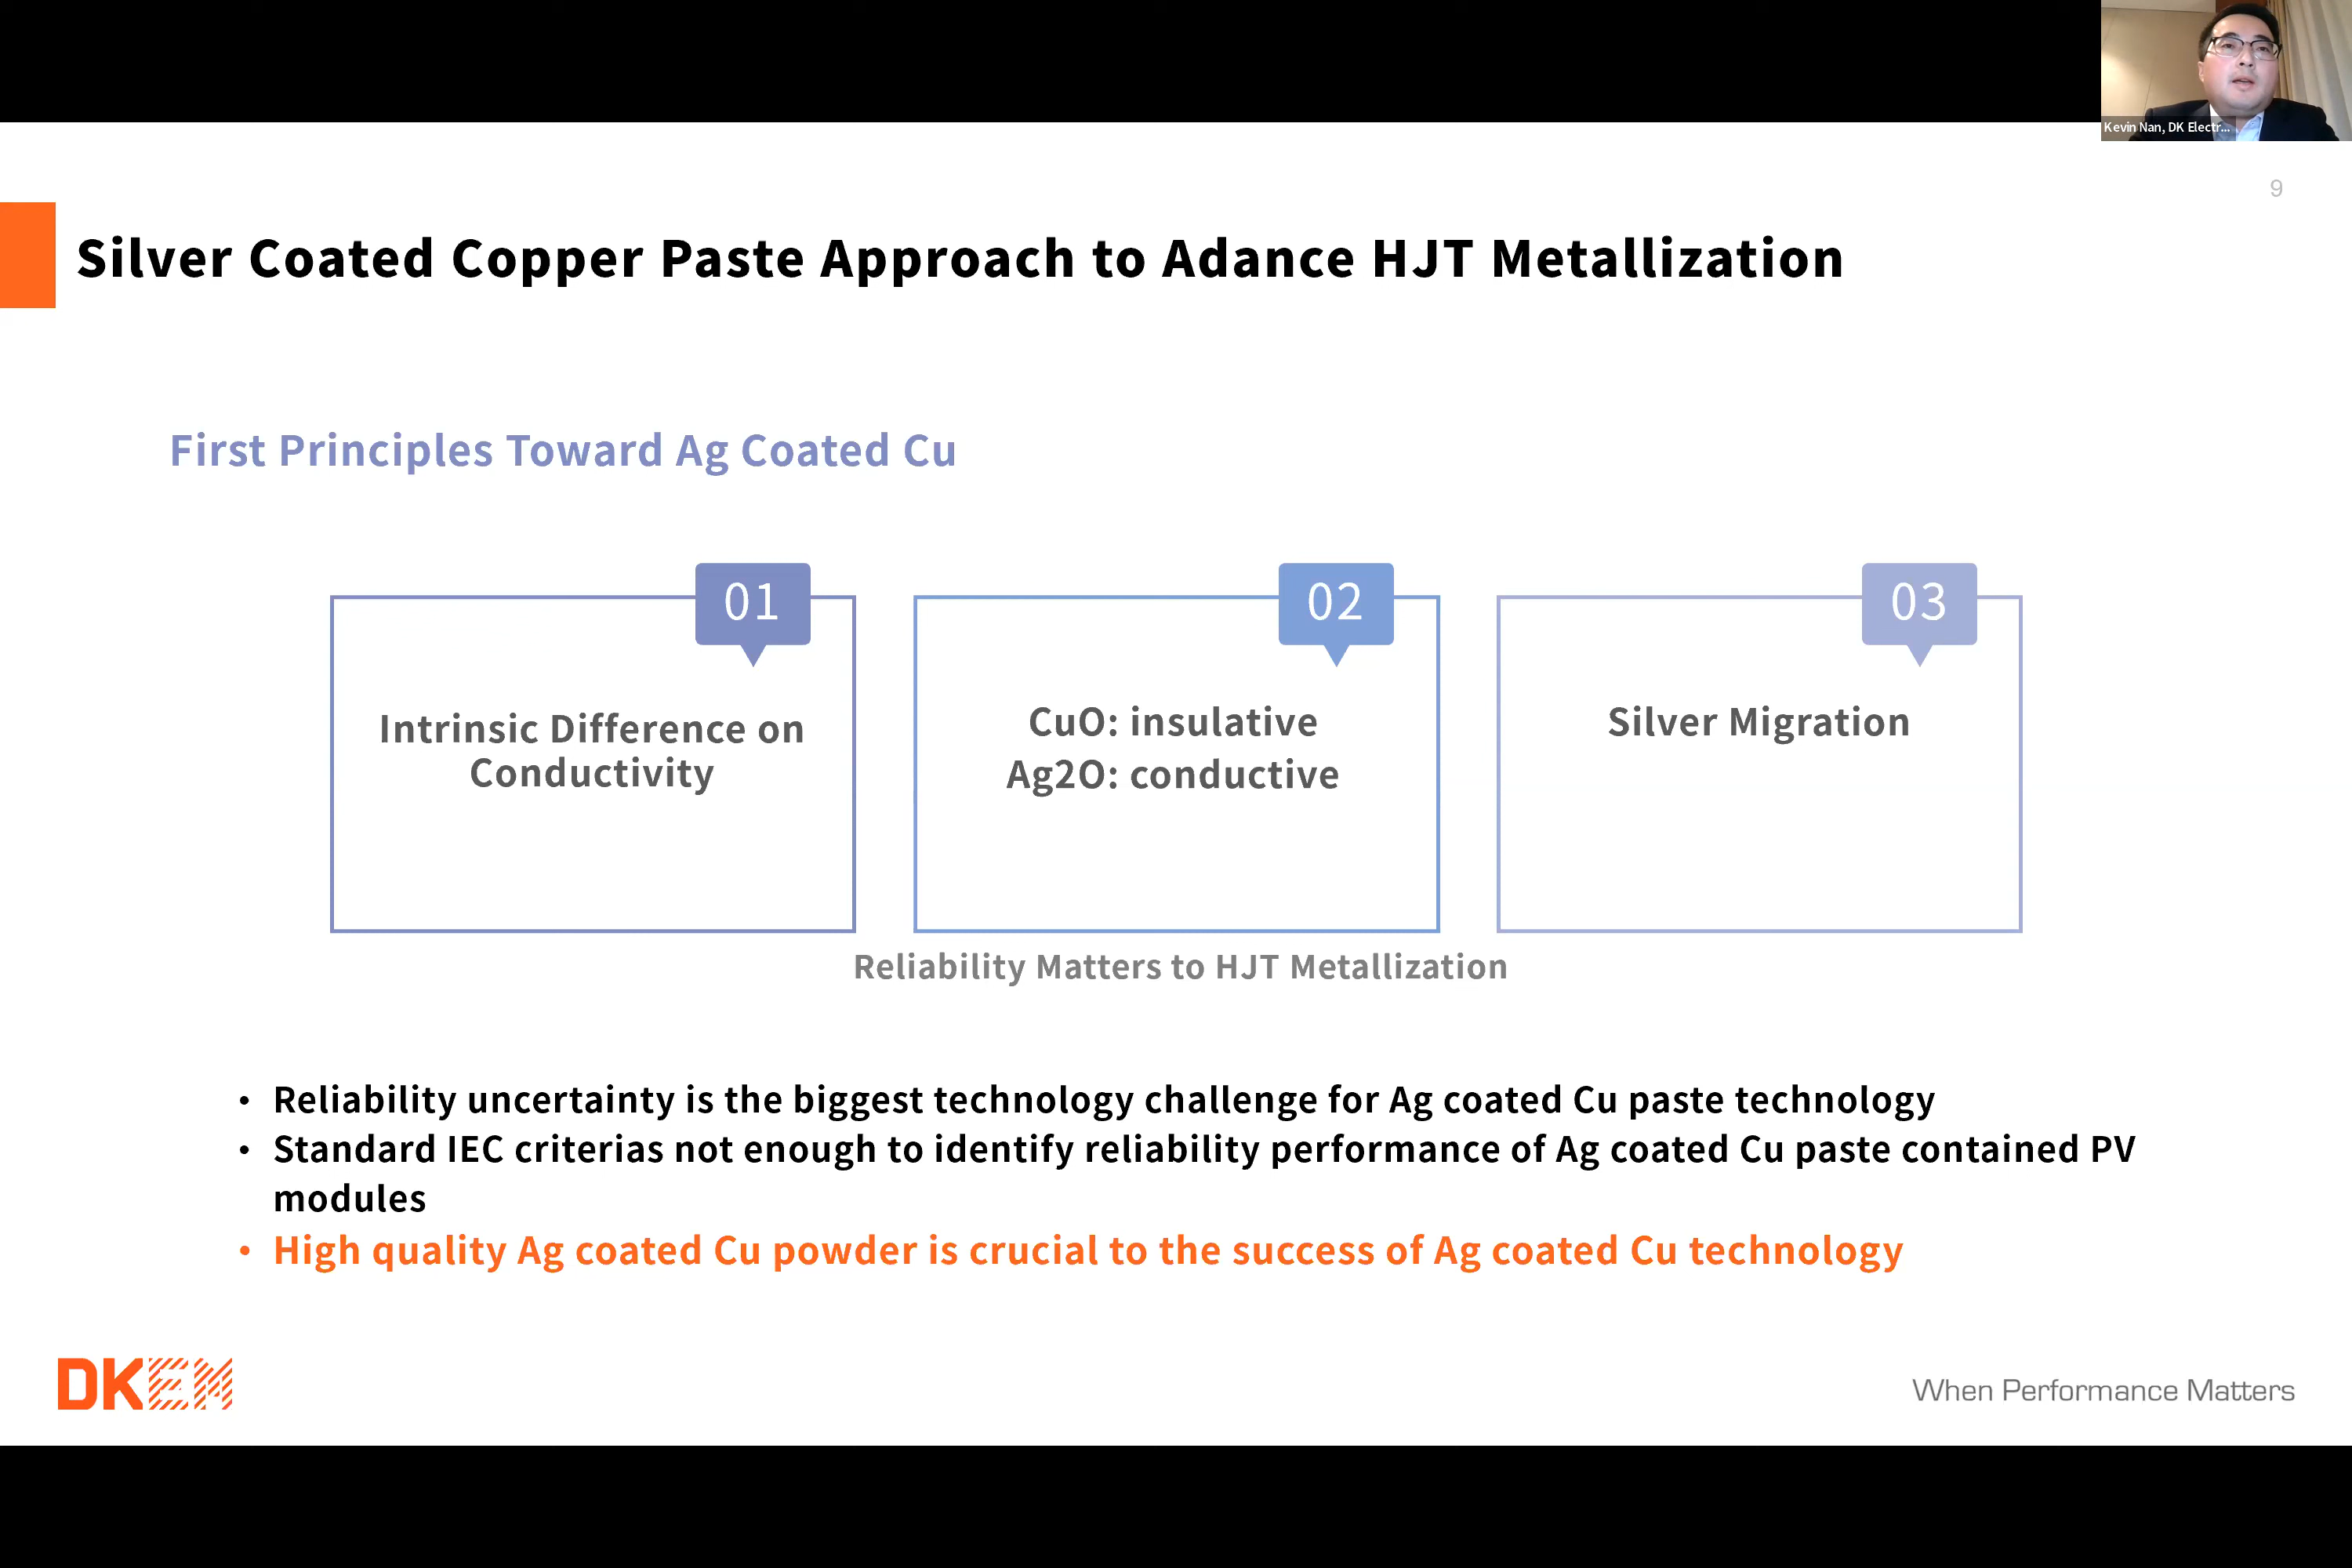 Kevin Nan, DK Electr...
9
Silver Coated Copper Paste Approach to Adance HJT Metallization
First Principles Toward Ag Coated Cu
01
Intrinsic Difference on
Conductivity
02
CuO: insulative
Ag2O: conductive
03
Silver Migration
Reliability Matters to HJT Metallization
• Reliability uncertainty is the biggest technology challenge for Ag coated Cu paste technology
• Standard IEC criterias not enough to identify reliability performance of Ag coated Cu paste contained PV
modules
• High quality Ag coated Cu powder is crucial to the success of Ag coated Cu technology
DKEM
When Performance Matters